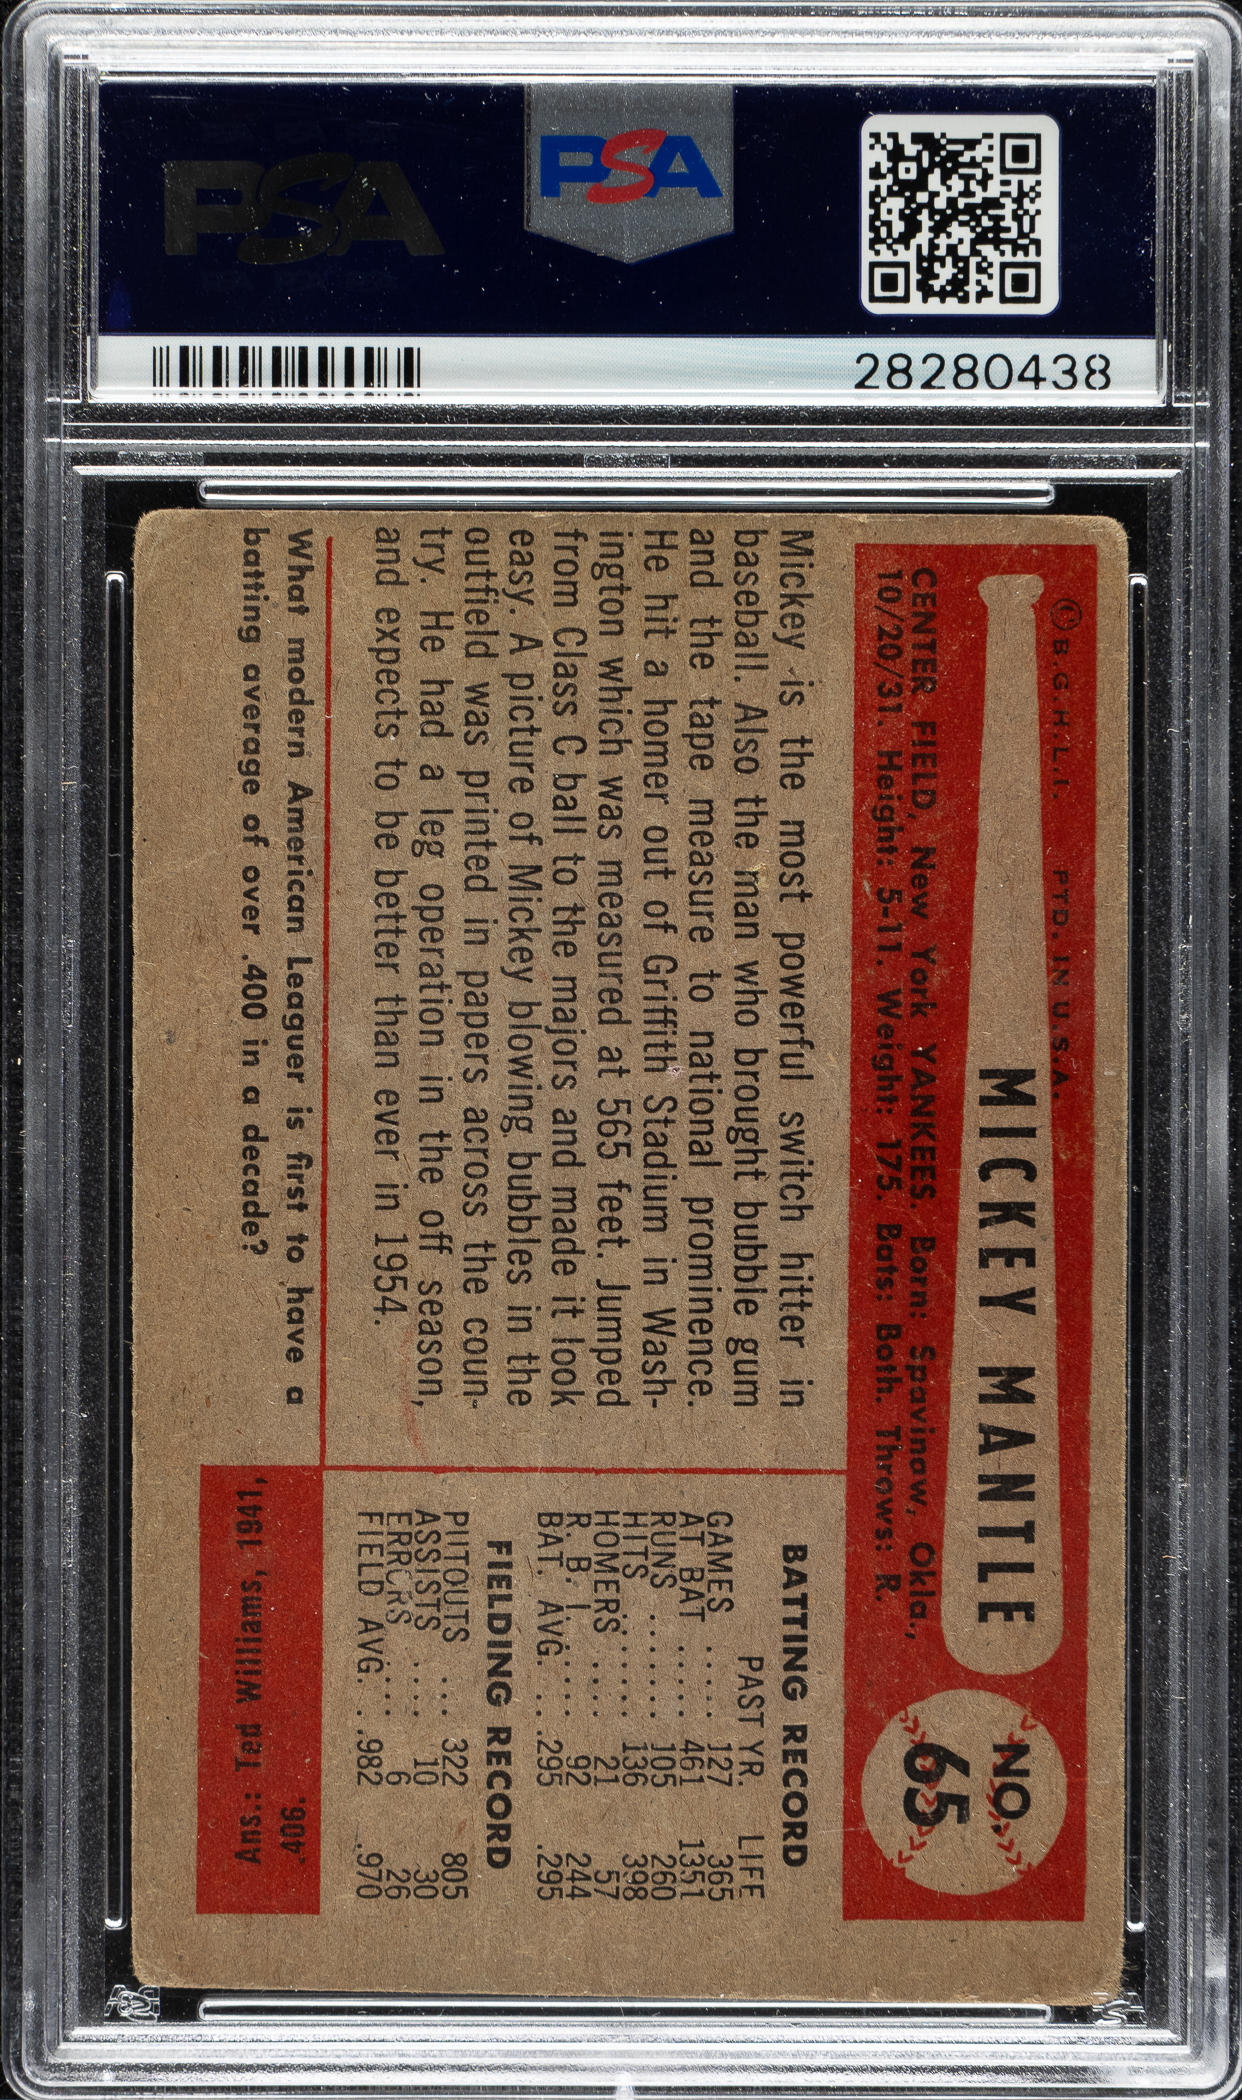 PSA
PSA
28280438
© B.G.H.L.I. PTD. IN U.S.A.
MICKEY MANTLE
NO.
65
CENTER FIELD, New York YANKEES. Born: Spavinaw, Okla.,
10/20/31. Height: 5-11. Weight: 175. Bats: Both. Throws: R.
Mickey is the most powerful switch hitter in
baseball. Also the man who brought bubble gum
and the tape measure to national prominence.
He hit a homer out of Griffith Stadium in Wash-
ington which was measured at 565 feet. Jumped
from Class C ball to the majors and made it look
easy. A picture of Mickey blowing bubbles in the
outfield was printed in papers across the coun-
try. He had a leg operation in the off season,
and expects to be better than ever in 1954.
BATTING RECORD
PAST YR. LIFE
GAMES .... 127 365
AT BAT ..... 461 1351
RUNS ...... 105 260
HITS ...... 136 398
HOMERS .... 21 57
R. B. I. .... 92 244
BAT. AVG. .. .295 .295
FIELDING RECORD
PUTOUTS ... 322 805
ASSISTS .... 10 30
ERRORS .... 6 26
FIELD AVG. . .982 .970
What modern American Leaguer is first to have a
batting average of over .400 in a decade?
Ans.: Ted Williams, 1941,
.406.